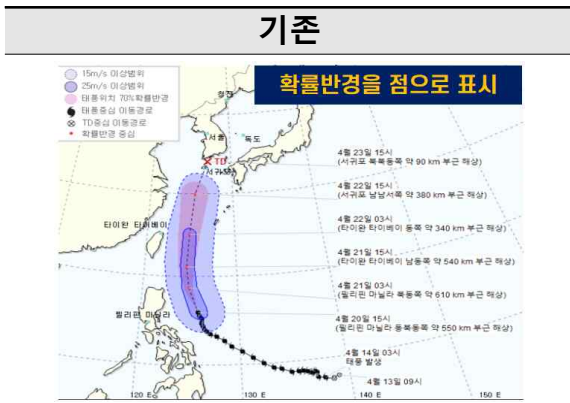 기존
확률반경을 점으로 표시
15m/s 이상범위
25m/s 이상범위
태풍위치 70%확률반경
태풍중심 이동경로
TD중심 이동경로
확률반경 중심
청진
서울
독도
TD
서귀포
4월 23일 15시
(서귀포 북북동쪽 약 90 km 부근 해상)
4월 22일 15시
(서귀포 남남서쪽 약 380 km 부근 해상)
4월 22일 03시
(타이완 타이베이 동쪽 약 340 km 부근 해상)
타이완 타이베이
4월 21일 15시
(타이완 타이베이 남동쪽 약 540 km 부근 해상)
4월 21일 03시
(필리핀 마닐라 북동쪽 약 610 km 부근 해상)
필리핀 마닐라
4월 20일 15시
(필리핀 마닐라 동북동쪽 약 550 km 부근 해상)
4월 14일 03시
태풍 발생
4월 13일 09시
120 E
130 E
140 E
150 E